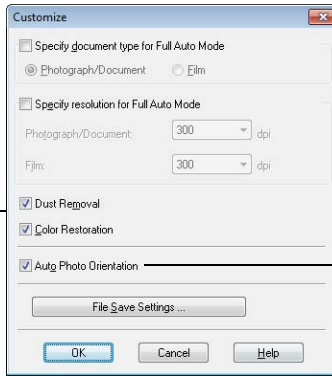 Customize
Specify document type for Full Auto Mode
Photograph/Document Film
Specify resolution for Full Auto Mode
Photograph/Document: 300 dpi
Film: 300 dpi
Dust Removal
Color Restoration
Auto Photo Orientation
File Save Settings ...
OK Cancel Help